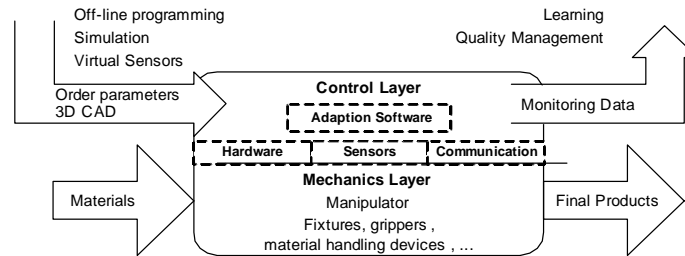 Off-line programming
Simulation
Virtual Sensors
Order parameters
3D CAD
Learning
Quality Management
Control Layer
Adaption Software
Monitoring Data
Hardware
Sensors
Communication
Mechanics Layer
Manipulator
Fixtures, grippers ,
material handling devices , ...
Materials
Final Products